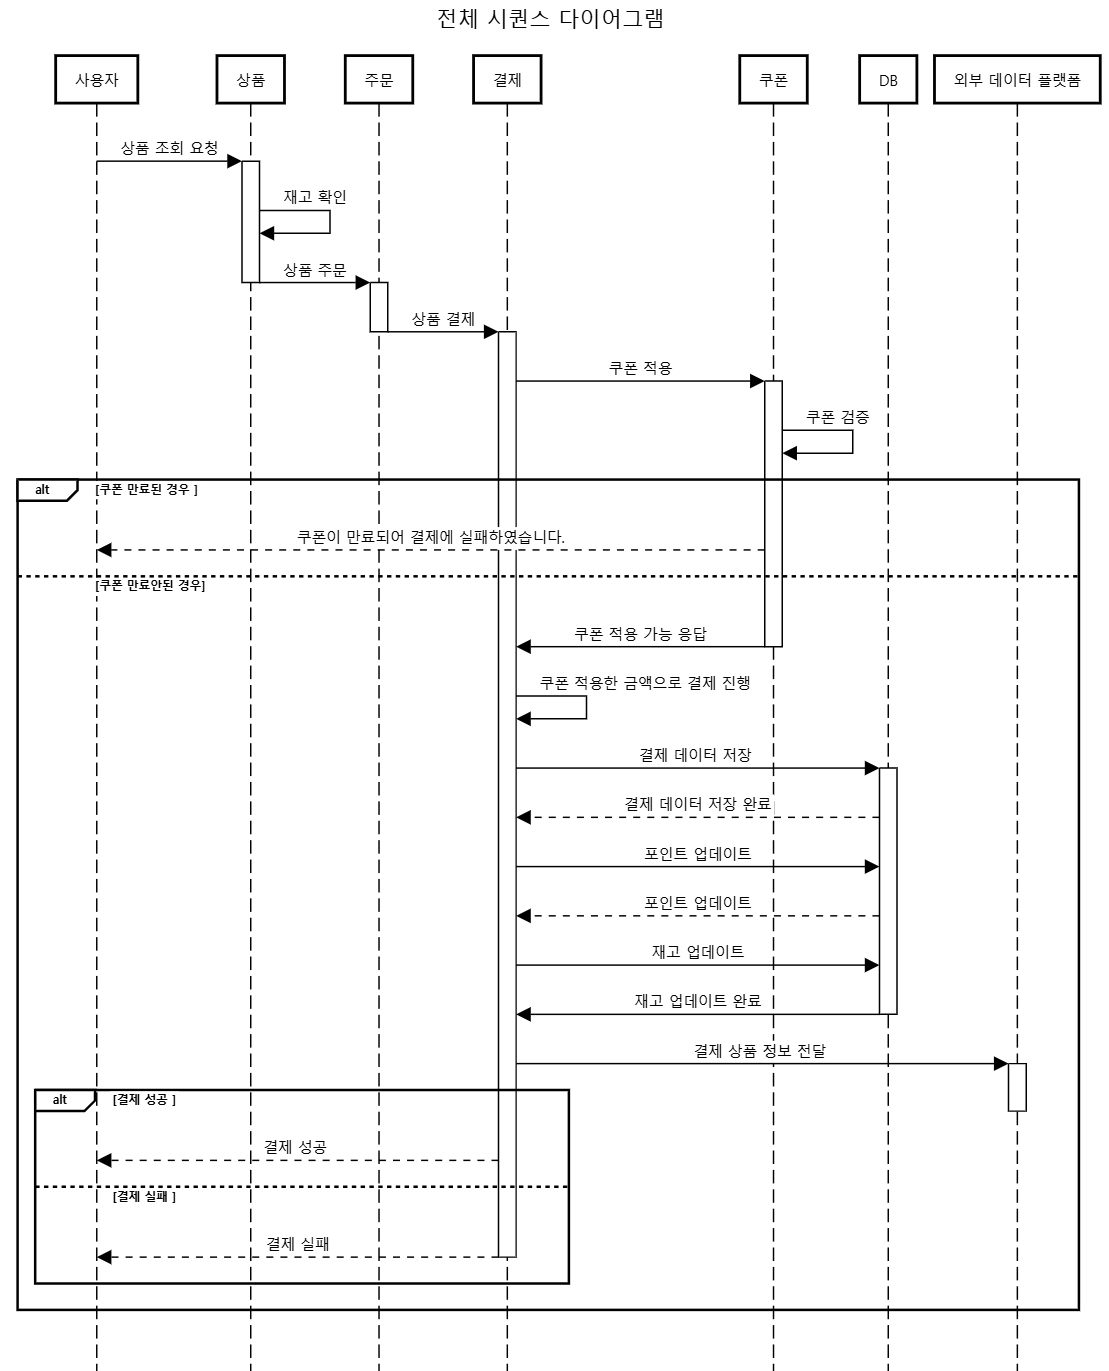 전체 시퀀스 다이어그램
사용자
상품
주문
결제
쿠폰
DB
외부 데이터 플랫폼
상품 조회 요청
재고 확인
상품 주문
상품 결제
쿠폰 적용
쿠폰 검증
alt
[쿠폰 만료된 경우 ]
쿠폰이 만료되어 결제에 실패하였습니다.
[쿠폰 만료안된 경우]
쿠폰 적용 가능 응답
쿠폰 적용한 금액으로 결제 진행
결제 데이터 저장
결제 데이터 저장 완료
포인트 업데이트
포인트 업데이트
재고 업데이트
재고 업데이트 완료
결제 상품 정보 전달
alt
[결제 성공 ]
결제 성공
[결제 실패 ]
결제 실패